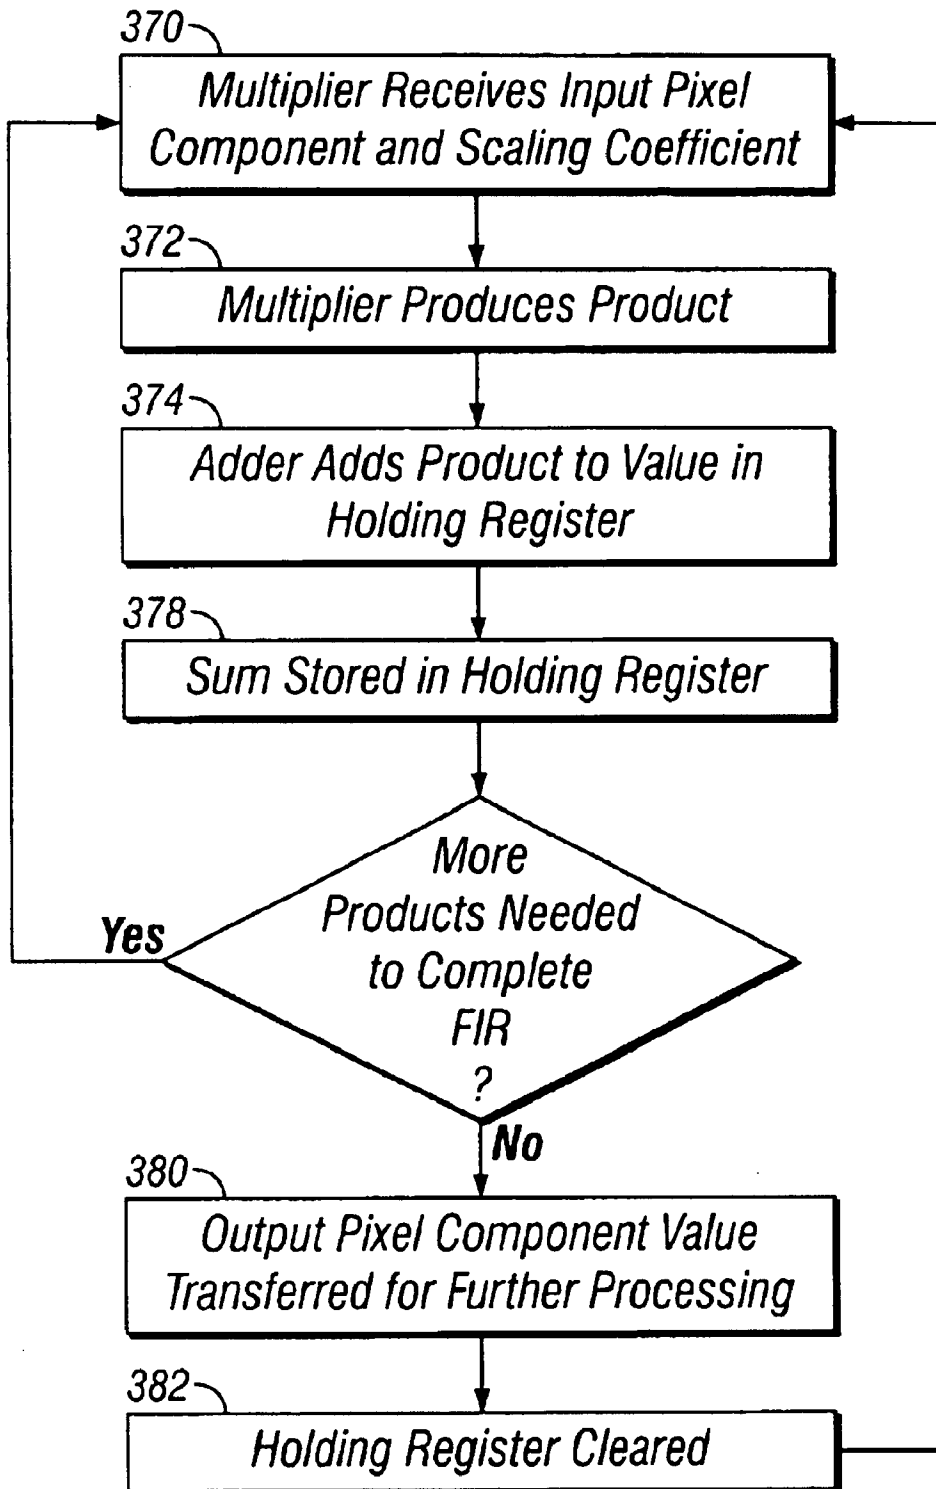 370
Multiplier Receives Input Pixel
Component and Scaling Coefficient
372
Multiplier Produces Product
374
Adder Adds Product to Value in
Holding Register
378
Sum Stored in Holding Register
More
Products Needed
to Complete
FIR
?
Yes
No
380
Output Pixel Component Value
Transferred for Further Processing
382
Holding Register Cleared